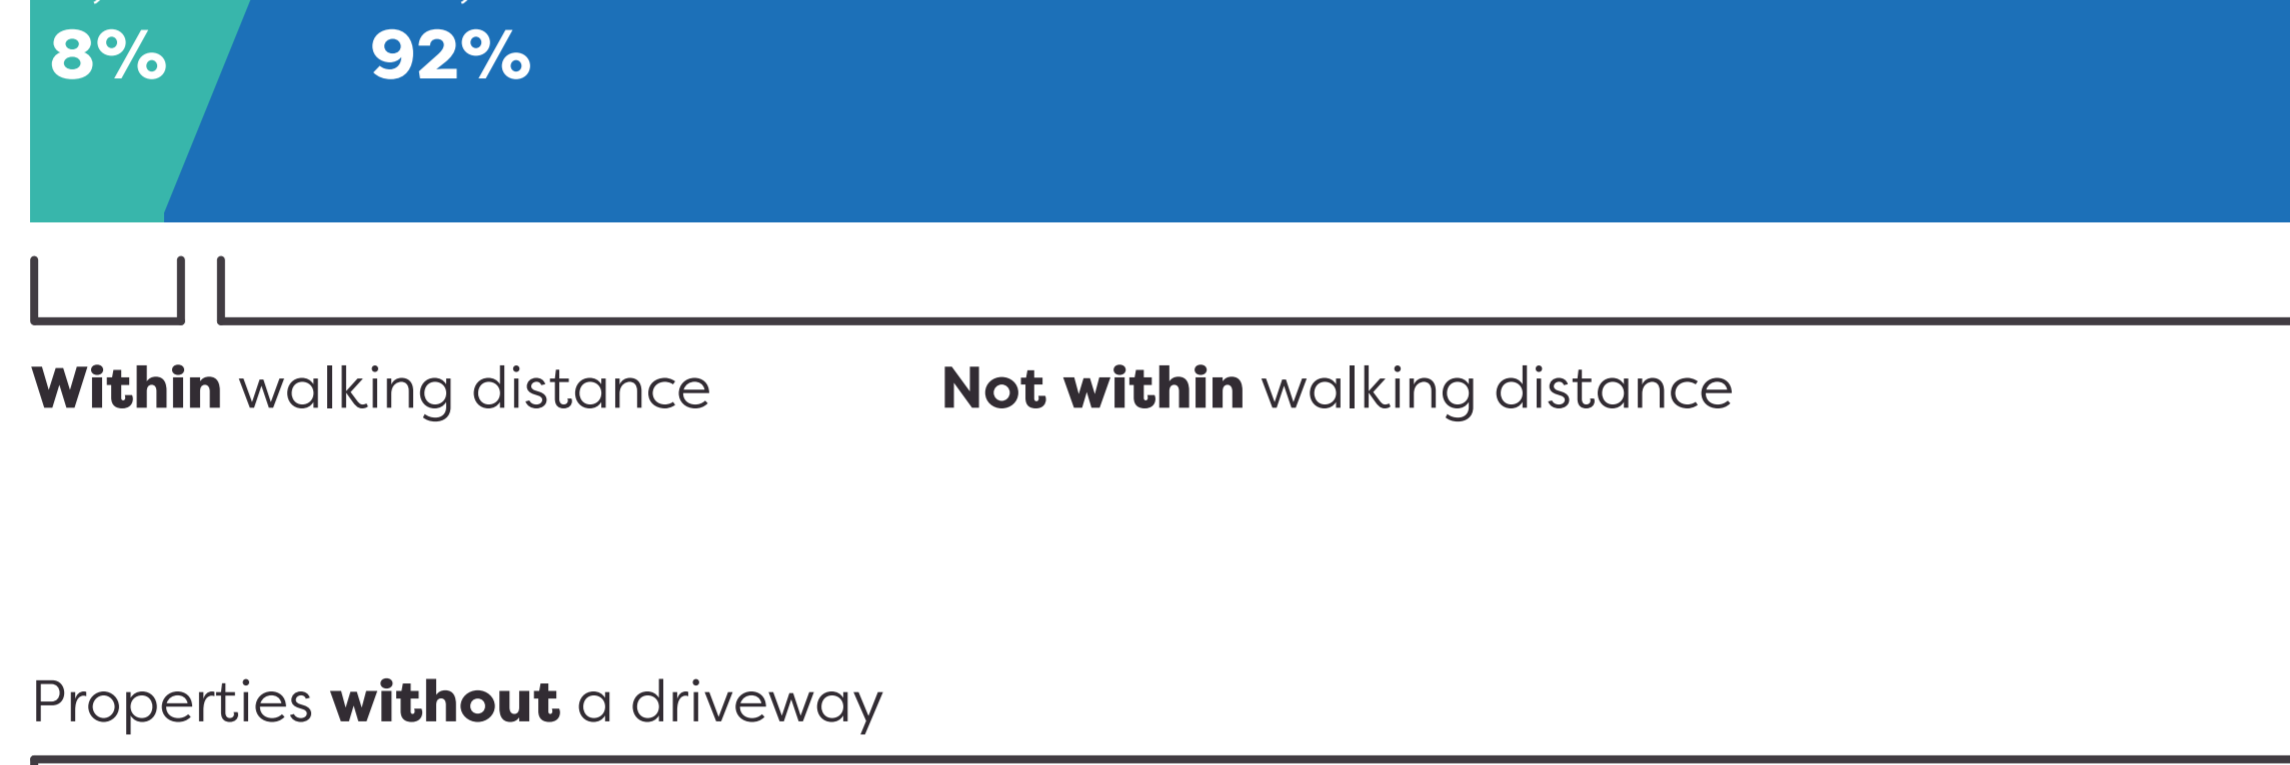 8% 92%
Within walking distance Not within walking distance
Properties without a driveway